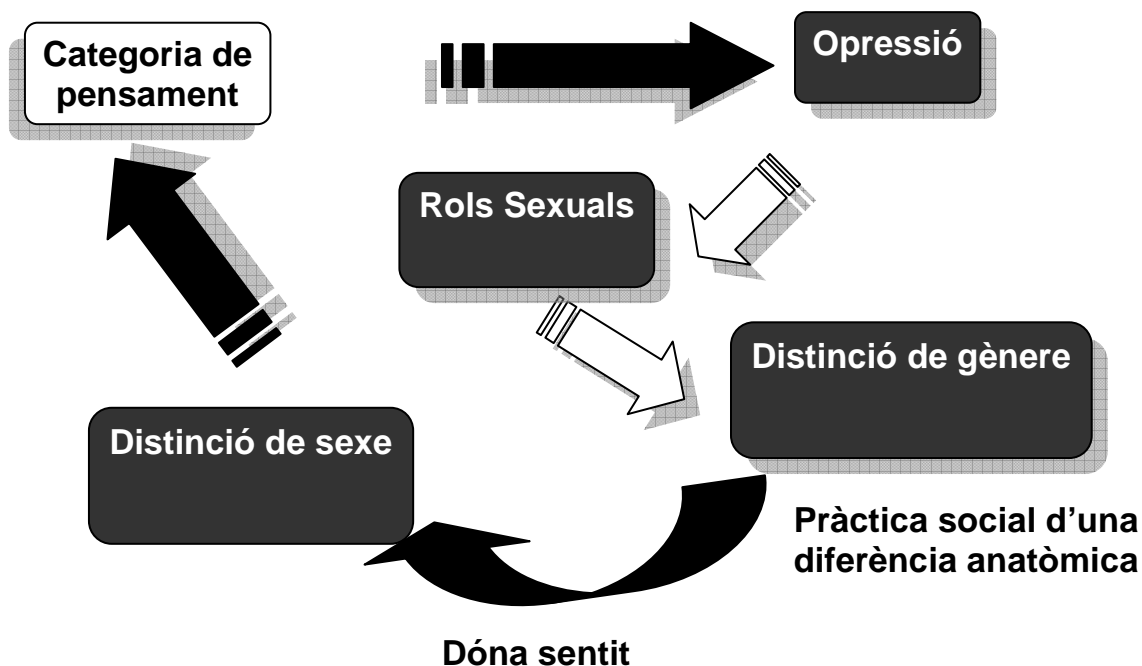 Categoria de
pensament
Opressió
Rols Sexuals
Distinció de gènere
Distinció de sexe
Pràctica social d’una
diferència anatòmica
Dóna sentit